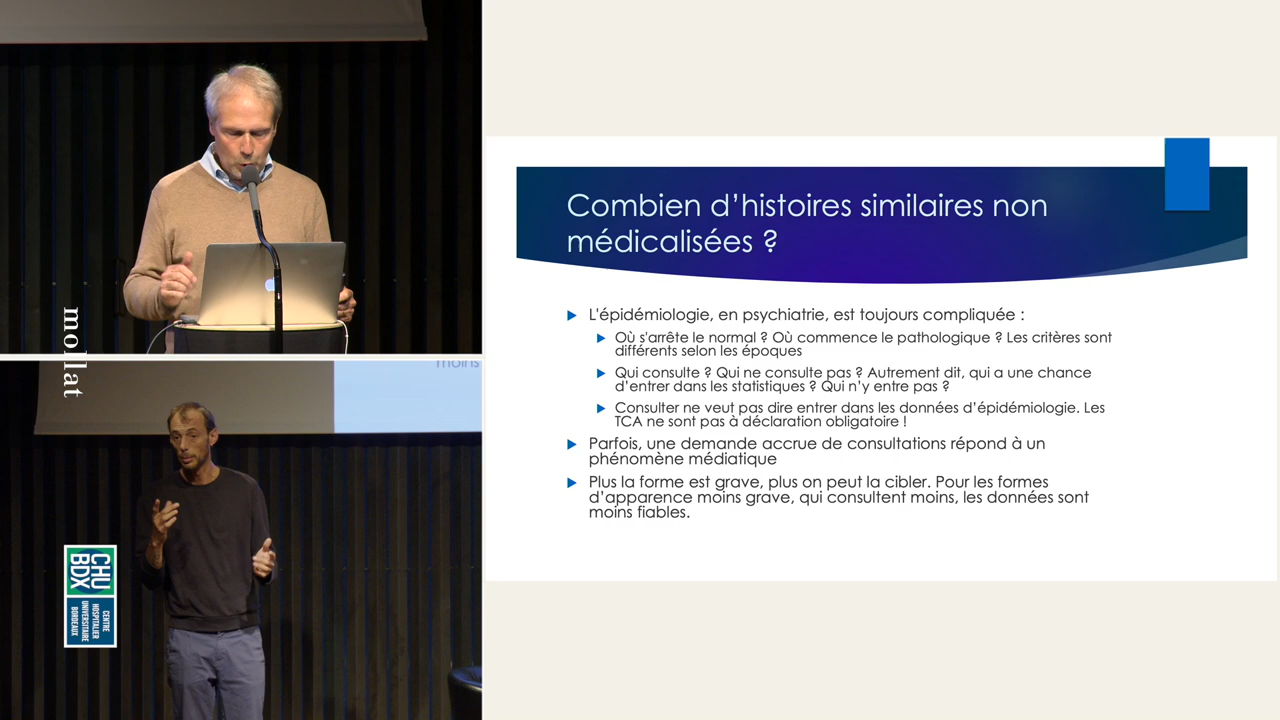 mollat
moins
CHU
BDX
CENTRE
HOSPITALIER
UNIVERSITAIRE
BORDEAUX
Combien d’histoires similaires non
médicalisées ?
L'épidémiologie, en psychiatrie, est toujours compliquée :
Où s'arrête le normal ? Où commence le pathologique ? Les critères sont
différents selon les époques
Qui consulte ? Qui ne consulte pas ? Autrement dit, qui a une chance
d’entrer dans les statistiques ? Qui n’y entre pas ?
Consulter ne veut pas dire entrer dans les données d’épidémiologie. Les
TCA ne sont pas à déclaration obligatoire !
Parfois, une demande accrue de consultations répond à un
phénomène médiatique
Plus la forme est grave, plus on peut la cibler. Pour les formes
d’apparence moins grave, qui consultent moins, les données sont
moins fiables.